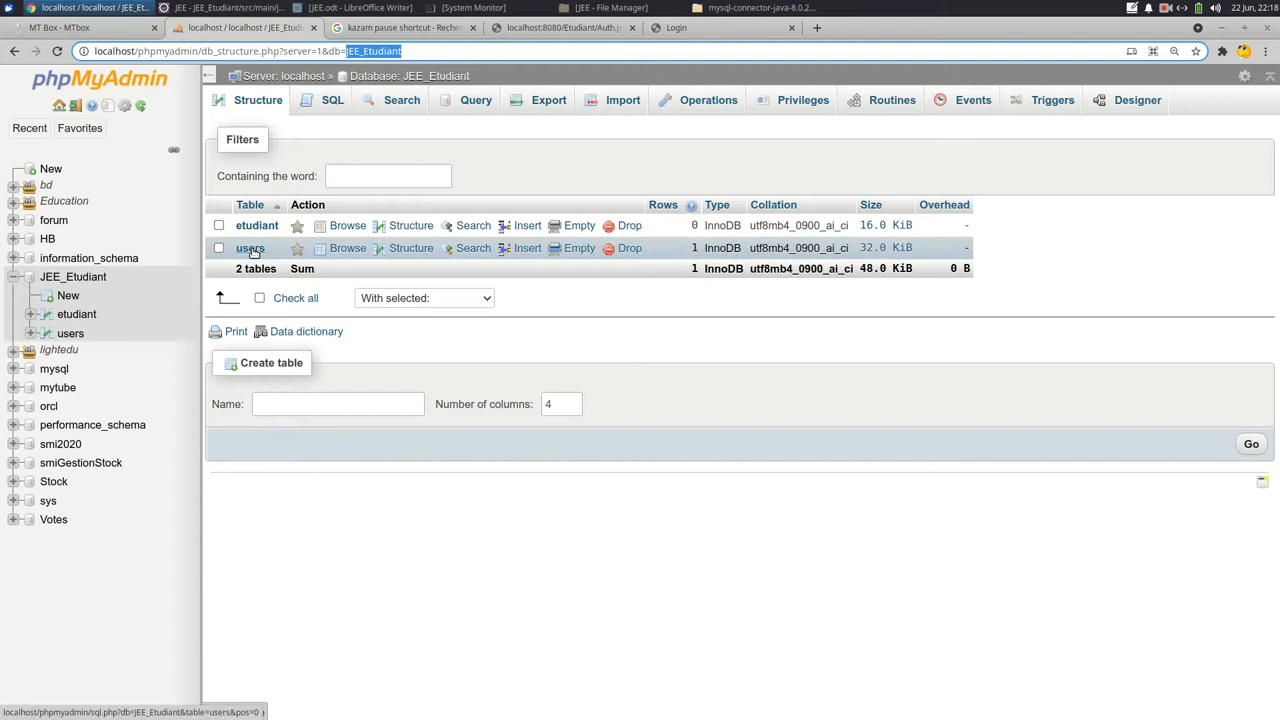 localhost / localhost / JEE_Et...
JEE - Etudiant/src/main/j...
[JEE.odt - LibreOffice Writer]
[System Monitor]
[JEE - File Manager]
mysql-connector-java-8.0.2...
22 Jun, 22:18
MT Box - MTbox
localhost / localhost / JEE_Etu
kazam pause shortcut - Recher
localhost:8080/Etudiant/Auth.j
Login
localhost/phpmyadmin/db_structure.php?server=1&db=JEE_Etudiant
phpMyAdmin
Recent
Favorites
New
bd
Education
forum
HB
information_schema
JEE_Etudiant
New
etudiant
users
lightedu
mysql
mytube
orcl
performance_schema
smi2020
smiGestionStock
Stock
sys
Votes
Server: localhost » Database: JEE_Etudiant
Structure SQL Search Query Export Import Operations Privileges Routines Events Triggers Designer
Filters
Containing the word:
Table Action Rows Type Collation Size Overhead
etudiant Browse Structure Search Insert Empty Drop 0 InnoDB utf8mb4_0900_ai_ci 16.0 KiB -
users Browse Structure Search Insert Empty Drop 1 InnoDB utf8mb4_0900_ai_ci 32.0 KiB -
2 tables Sum 1 InnoDB utf8mb4_0900_ai_ci 48.0 KiB 0 B
Check all With selected:
Print Data dictionary
Create table
Name: Number of columns: 4
Go
localhost/phpmyadmin/sql.php?db=JEE_Etudiant&table=users&pos=0